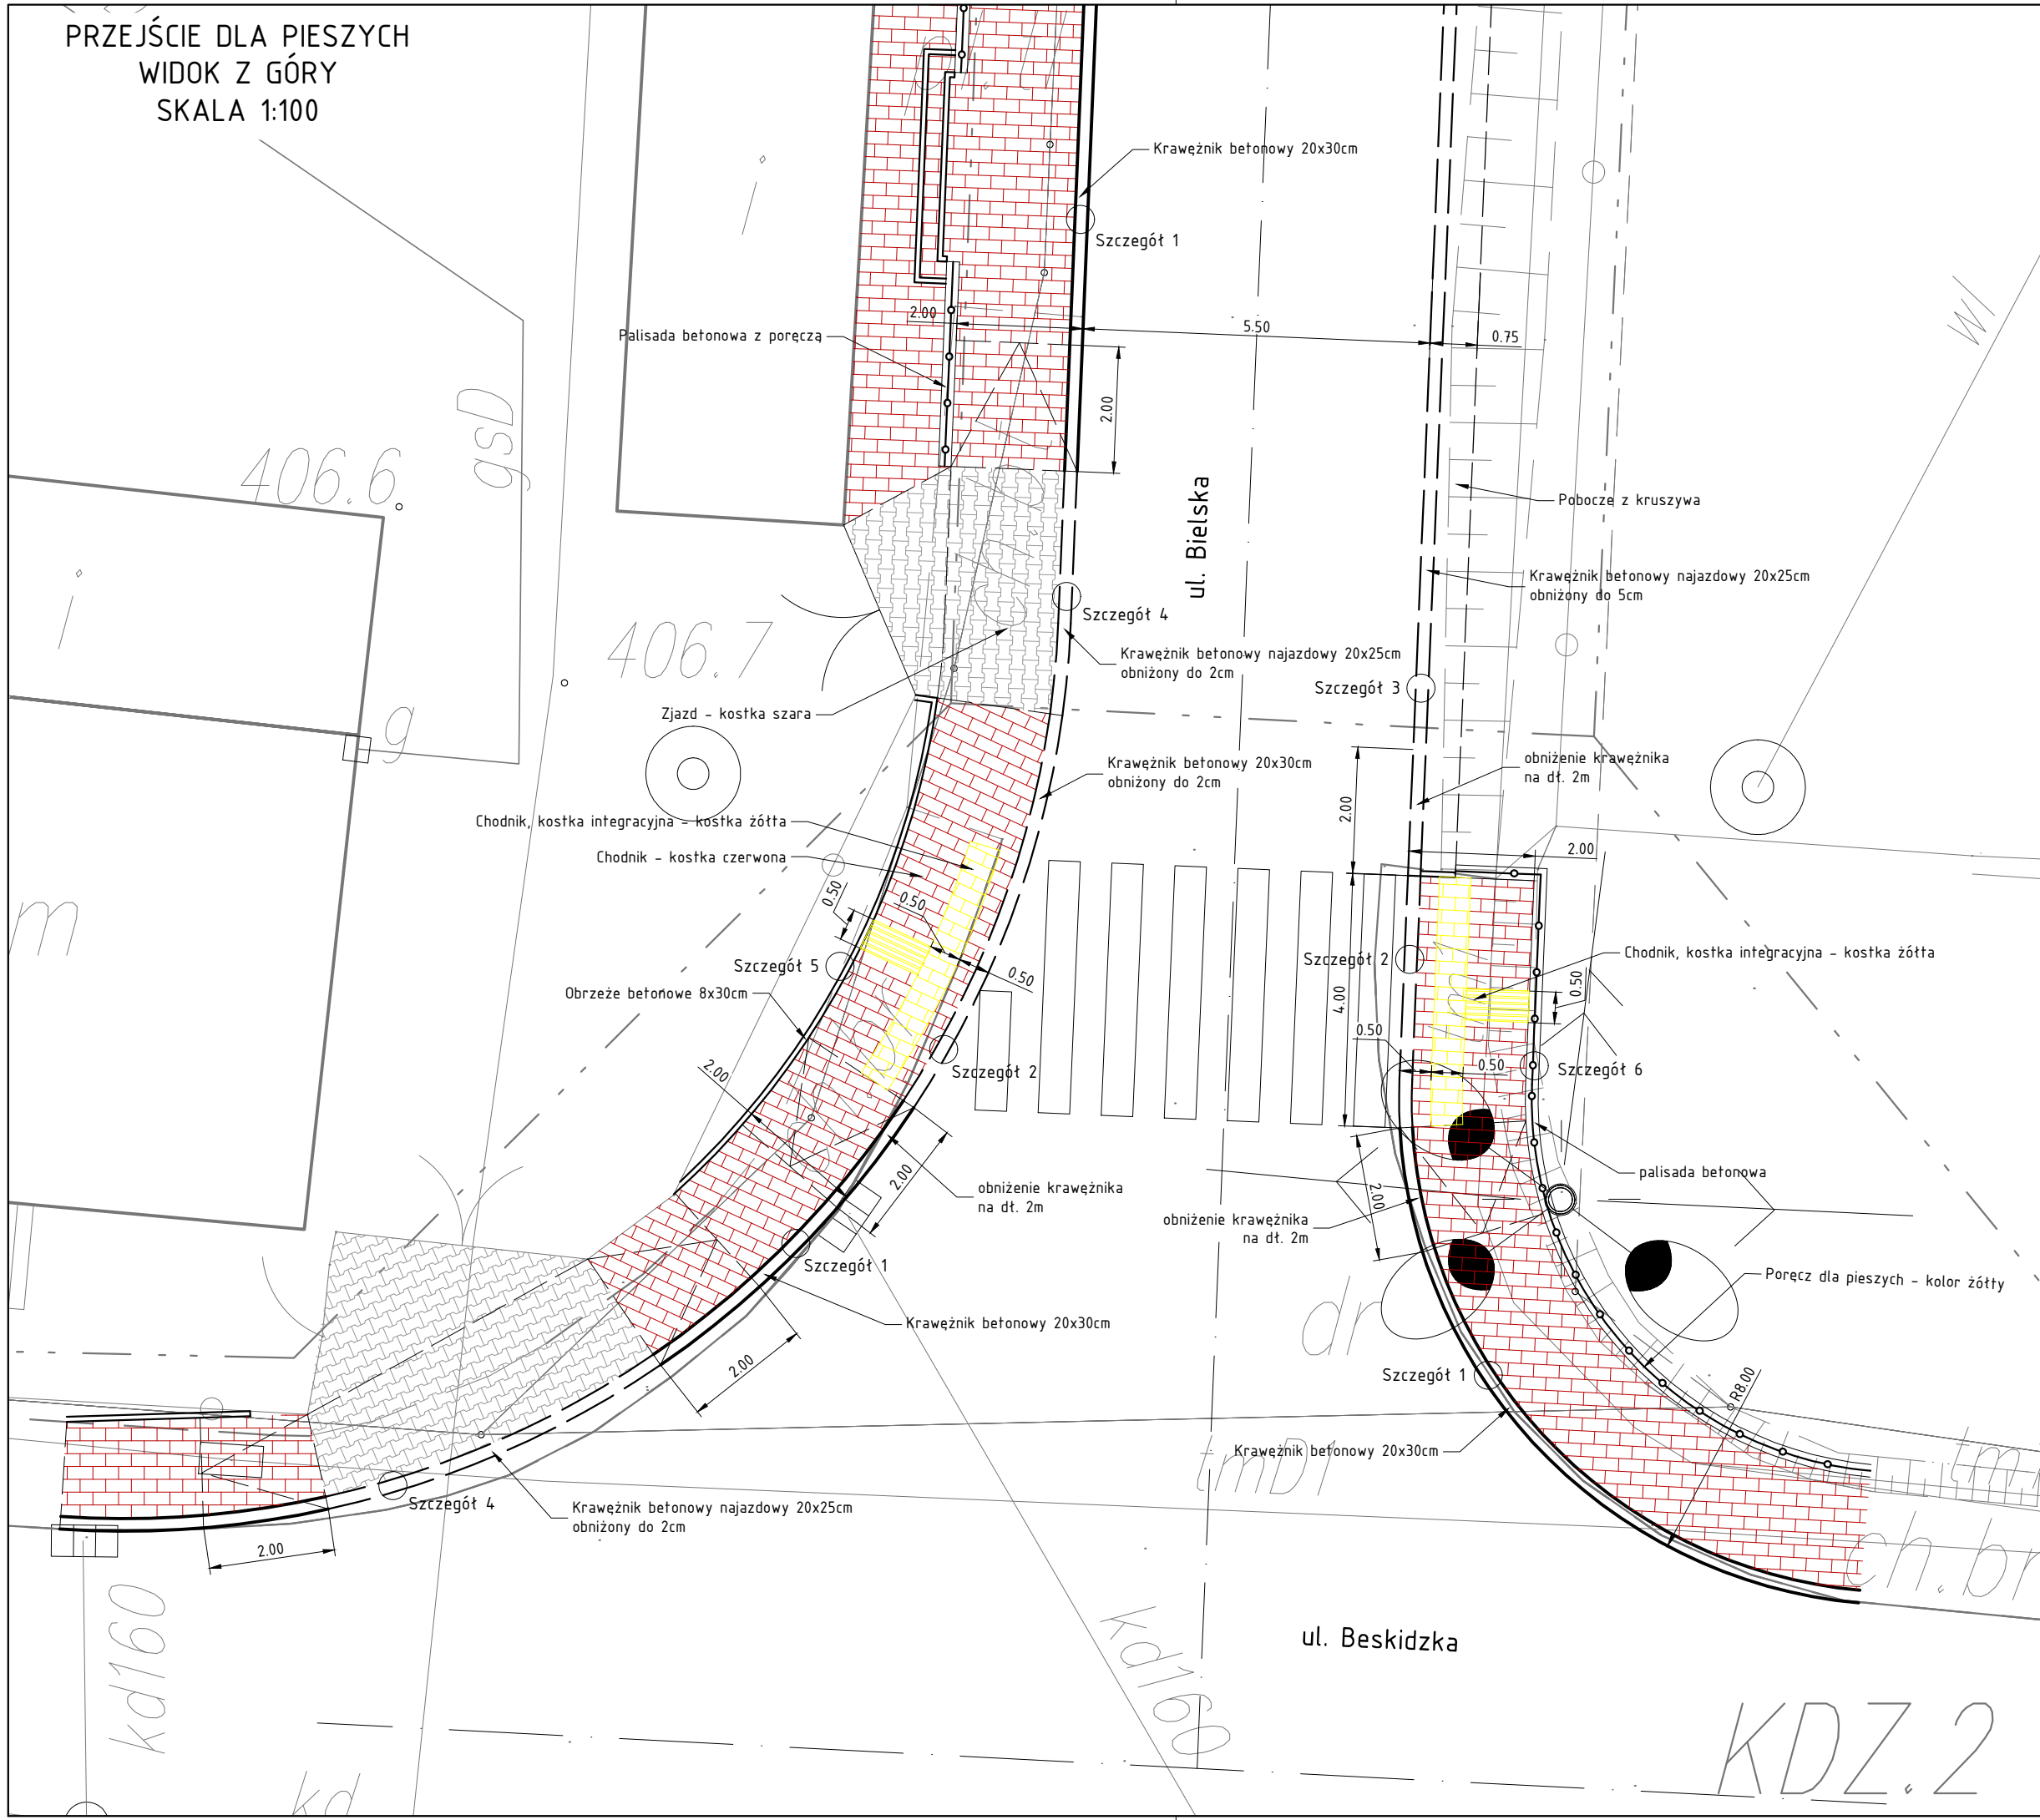 PRZEJŚCIE DLA PIESZYCH
WIDOK Z GÓRY
SKALA 1:100
Krawężnik betonowy 20x30cm
Szczegół 1
2.00
5.50
0.75
Palisada betonowa z poręczą
2.00
406.6
gsD
ul. Bielska
Pobocze z kruszywa
Krawężnik betonowy najazdowy 20x25cm
obniżony do 5cm
Szczegół 4
406.7
Krawężnik betonowy najazdowy 20x25cm
obniżony do 2cm
Szczegół 3
Zjazd - kostka szara
g
Krawężnik betonowy 20x30cm
obniżony do 2cm
obniżenie krawężnika
na dł. 2m
2.00
Chodnik, kostka integracyjna - kostka żółta
Chodnik - kostka czerwona
2.00
0.50
0.50
m
Szczegół 5
0.50
Szczegół 2
Chodnik, kostka integracyjna - kostka żółta
Obrzeże betonowe 8x30cm
4.00
0.50
0.50
0.50
2.00
Szczegół 2
Szczegół 6
palisada betonowa
2.00
obniżenie krawężnika
na dł. 2m
2.00
obniżenie krawężnika
na dł. 2m
Szczegół 1
Poręcz dla pieszych - kolor żółty
Krawężnik betonowy 20x30cm
dr
2.00
Szczegół 1
R8.00
Krawężnik betonowy 20x30cm
tmD1
tm
Szczegół 4
Krawężnik betonowy najazdowy 20x25cm
obniżony do 2cm
2.00
ch.br
kd160
kd160
ul. Beskidzka
KDZ.2
kd